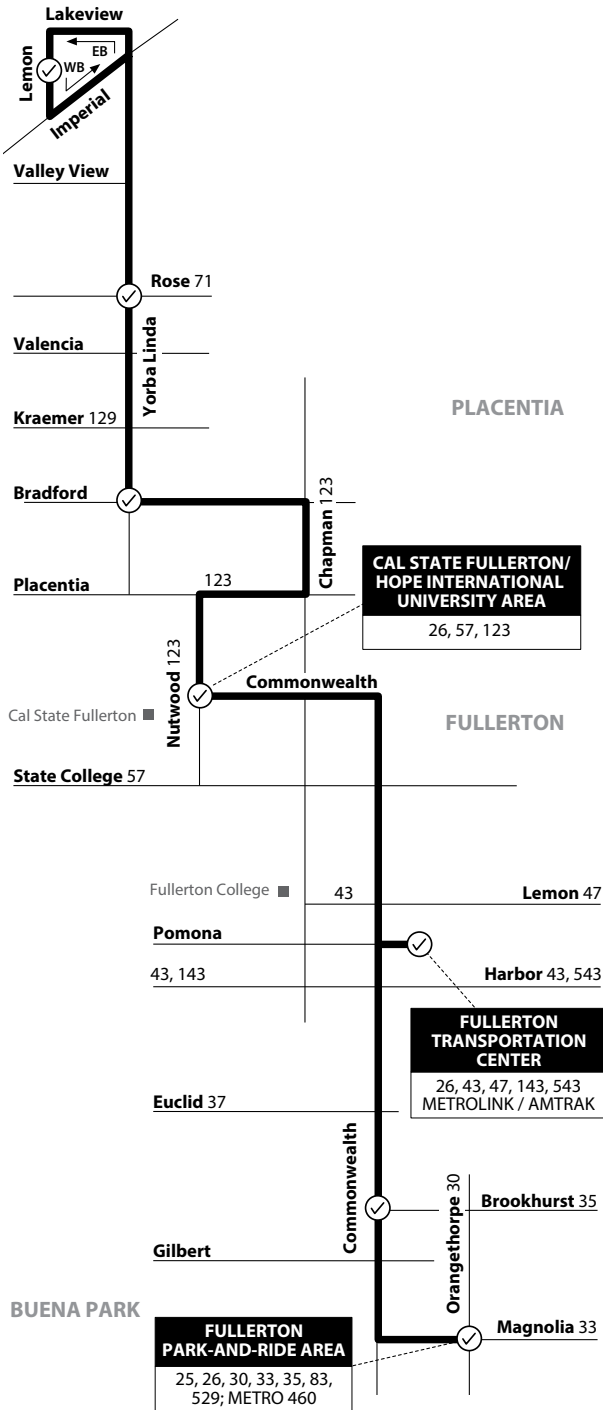 Lakeview
EB
WB
Lemon
Imperial
Valley View
Rose 71
Valencia
Yorba Linda
Kraemer 129
PLACENTIA
Bradford
Chapman 123
CAL STATE FULLERTON/
HOPE INTERNATIONAL
UNIVERSITY AREA
26, 57, 123
Placentia
123
Nutwood 123
Commonwealth
Cal State Fullerton
FULLERTON
State College 57
Fullerton College
43
Lemon 47
Pomona
43, 143
Harbor 43, 543
FULLERTON
TRANSPORTATION
CENTER
26, 43, 47, 143, 543
METROLINK / AMTRAK
Euclid 37
Commonwealth
Orangethorpe 30
Brookhurst 35
Gilbert
BUENA PARK
Magnolia 33
FULLERTON
PARK-AND-RIDE AREA
25, 26, 30, 33, 35, 83,
529; METRO 460